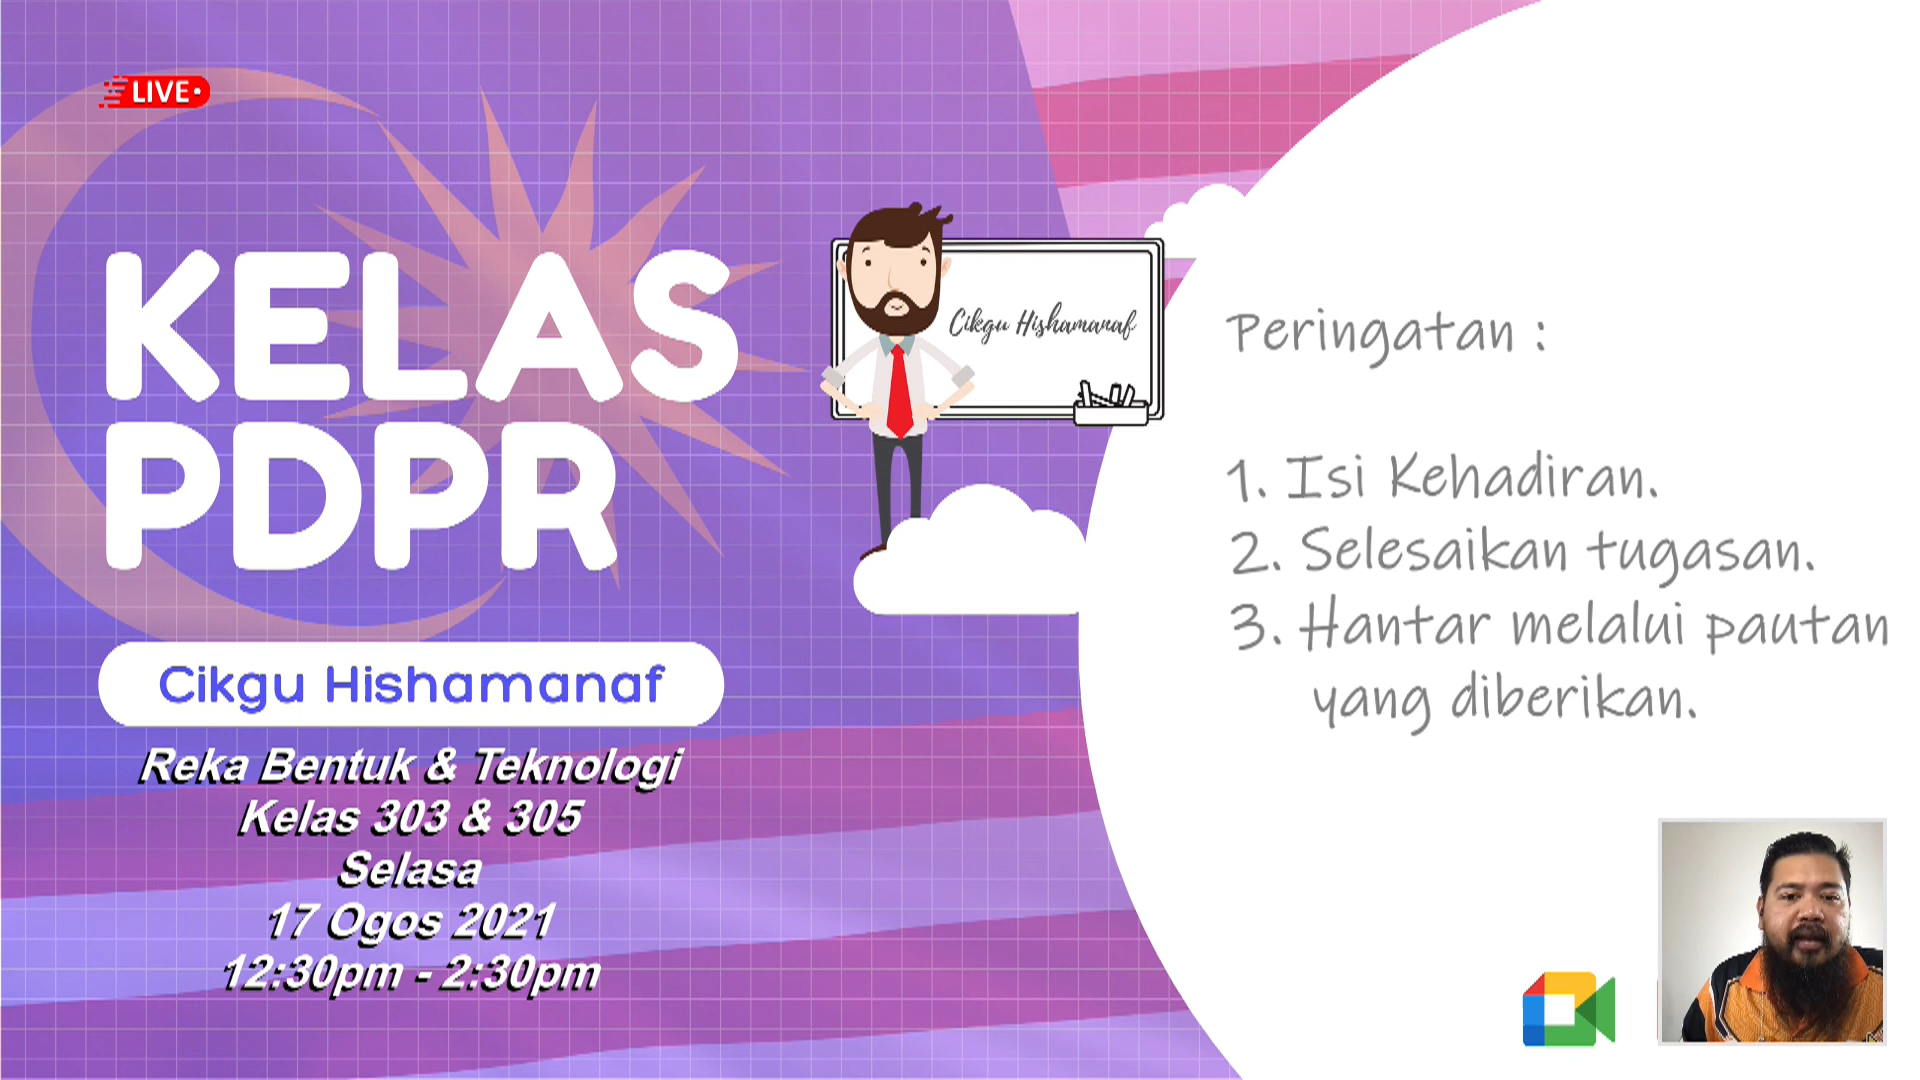 LIVE
KELAS
PDPR
Cikgu Hishamanaf
Reka Bentuk & Teknologi
Kelas 303 & 305
Selasa
17 Ogos 2021
12:30pm - 2:30pm
Cikgu Hishamanaf
Peringatan :
1. Isi Kehadiran.
2. Selesaikan tugasan.
3. Hantar melalui pautan
yang diberikan.